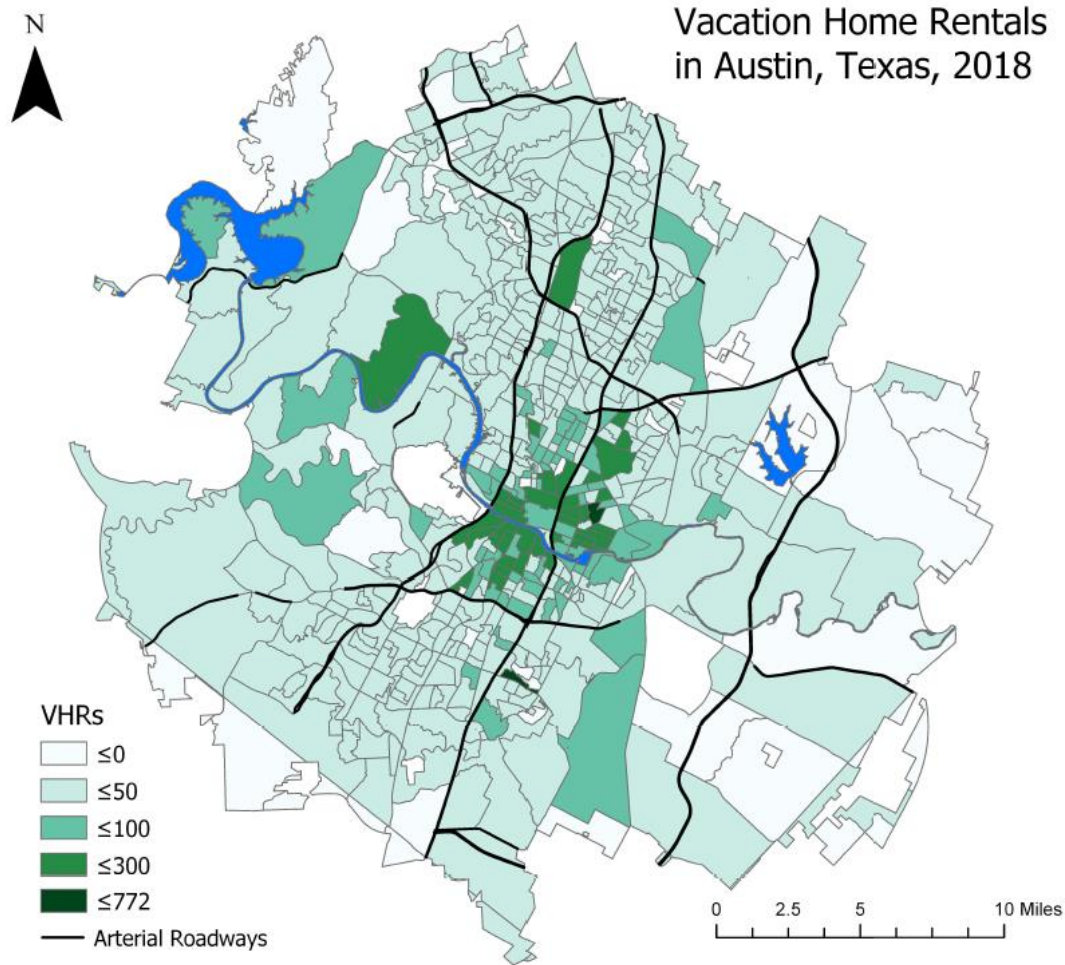 Vacation Home Rentals
in Austin, Texas, 2018
N
VHRs
≤0
≤50
≤100
≤300
≤772
Arterial Roadways
0 2.5 5 10 Miles